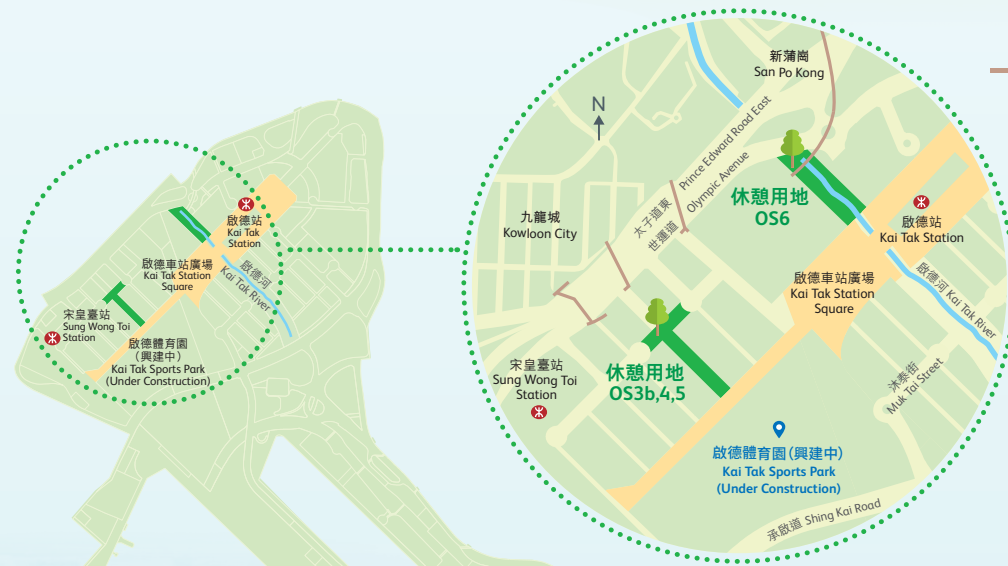 啟德站
Kai Tak
Station
啟德車站廣場
Kai Tak Station
Square
啟德河
Kai Tak River
宋皇臺站
Sung Wong Toi
Station
啟德體育園
（興建中）
Kai Tak Sports Park
(Under Construction)
N
新蒲崗
San Po Kong
太子道東 Prince Edward Road East
世運道 Olympic Avenue
九龍城
Kowloon City
休憩用地
OS6
啟德站
Kai Tak Station
啟德車站廣場
Kai Tak Station
Square
啟德河 Kai Tak River
宋皇臺站
Sung Wong Toi
Station
休憩用地
OS3b,4,5
沐泰街
Muk Tai Street
啟德體育園（興建中）
Kai Tak Sports Park
(Under Construction)
承啟道 Shing Kai Road